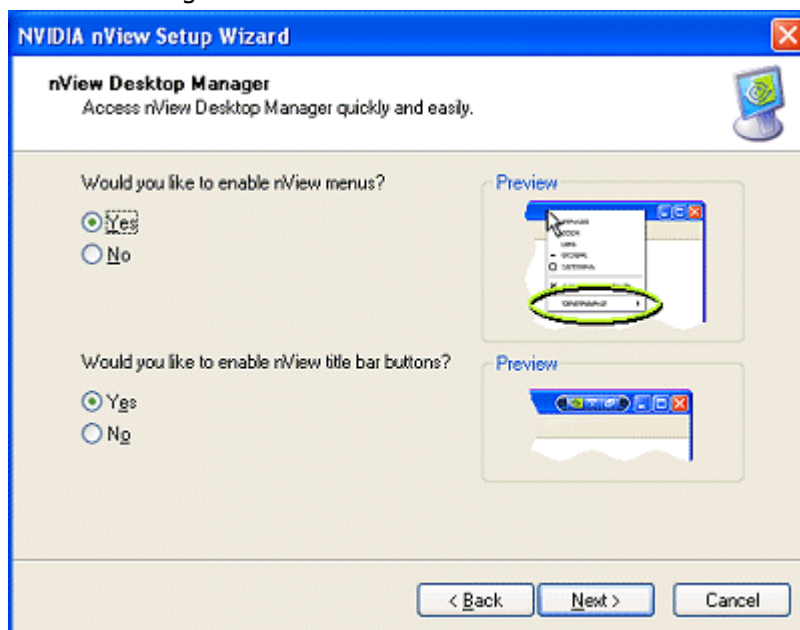 NVIDIA nView Setup Wizard
nView Desktop Manager
Access nView Desktop Manager quickly and easily.
Would you like to enable nView menus?
Preview
Yes
No
Would you like to enable nView title bar buttons?
Preview
Yes
No
< Back
Next >
Cancel